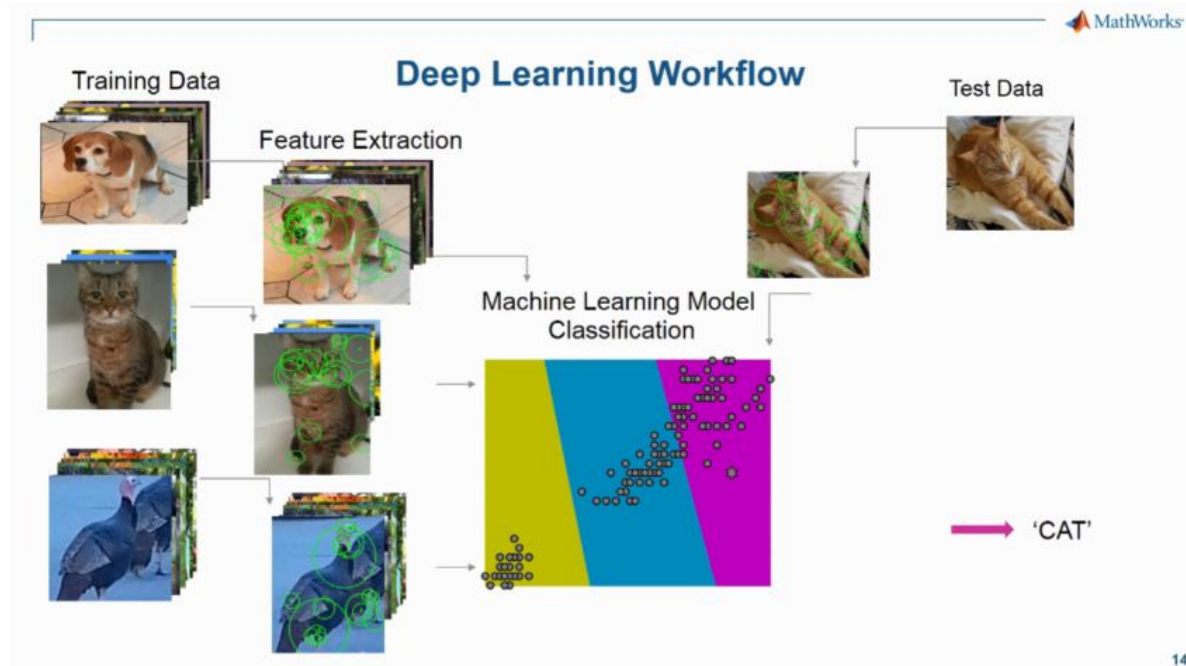 MathWorks
Deep Learning Workflow
Training Data
Test Data
Feature Extraction
Machine Learning Model
Classification
'CAT'
14